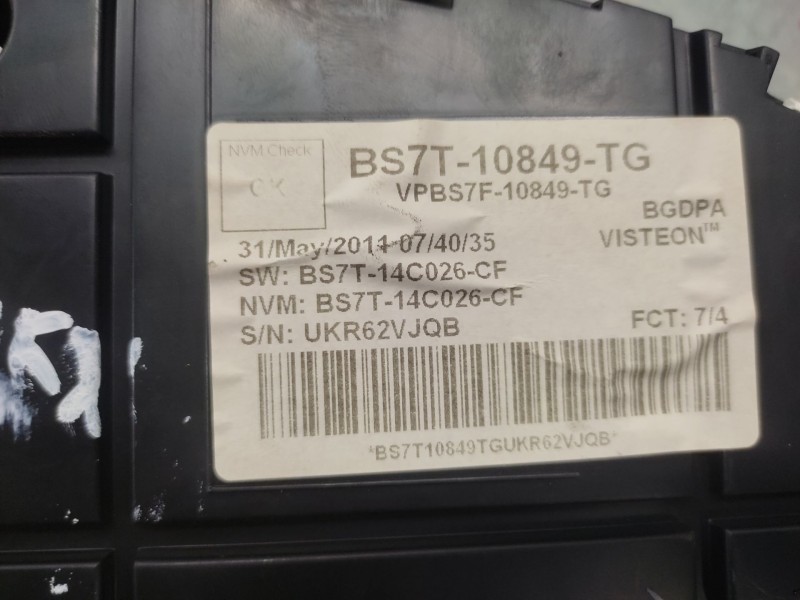 NVM.Check
OK
BS7T-10849-TG
VPBS7F-10849-TG
BGDPA
VISTEON™
31/May/2011-07/40/35
SW: BS7T-14C026-CF
NVM: BS7T-14C026-CF
S/N: UKR62VJQB
FCT: 7/4
*BS7T10849TGUKR62VJQB*